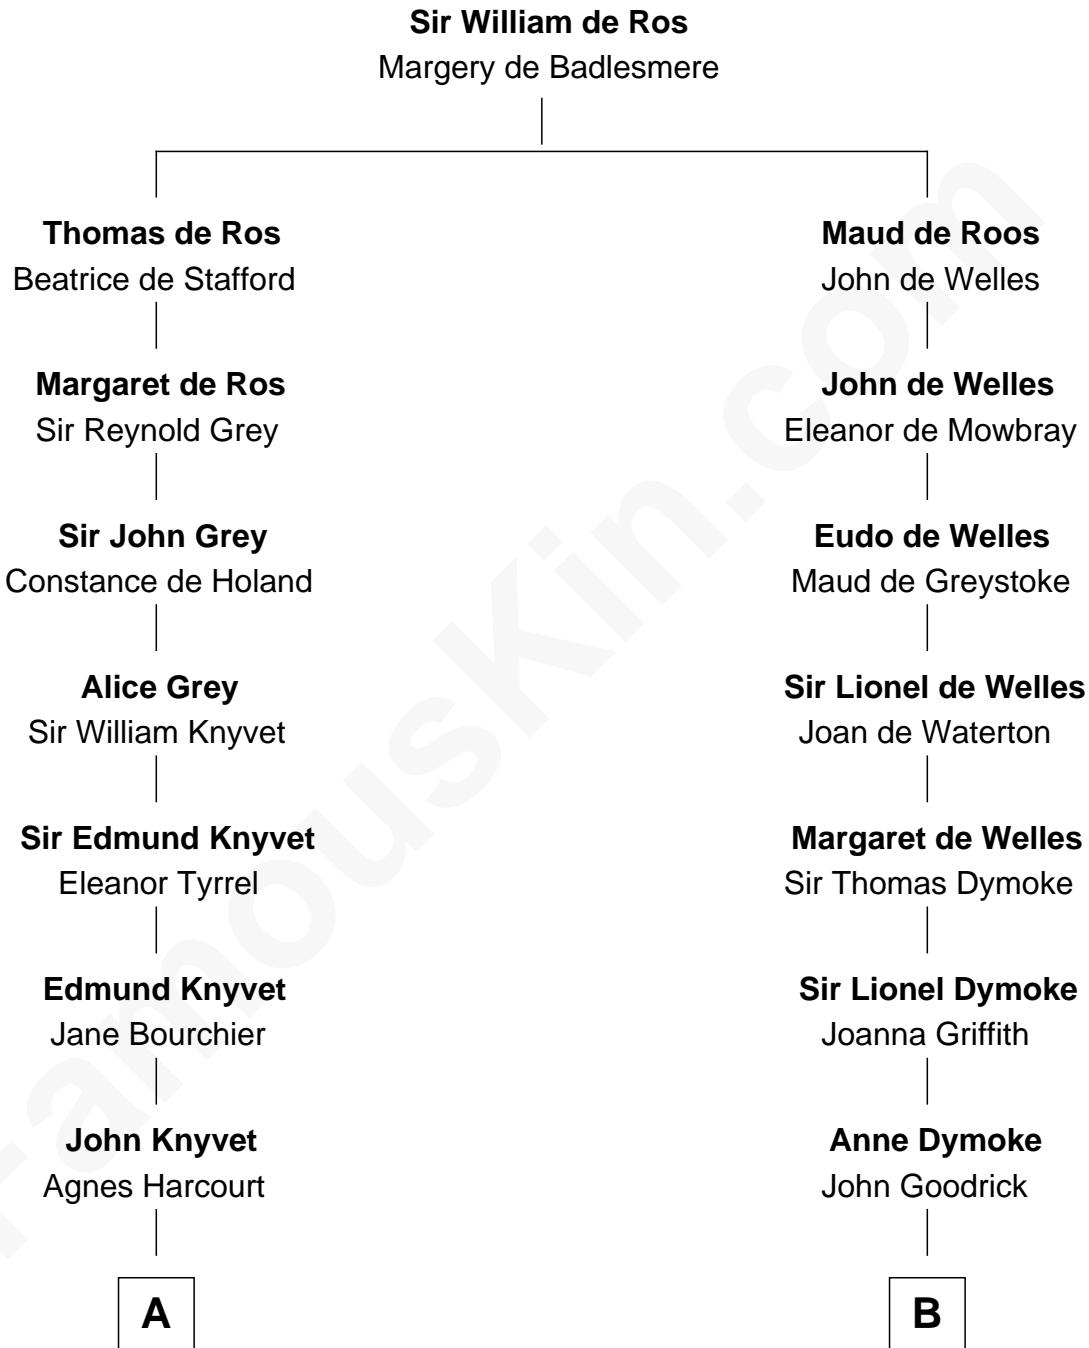 Sir William de Ros
Margery de Badlesmere
Thomas de Ros
Beatrice de Stafford
Margaret de Ros
Sir Reynold Grey
Sir John Grey
Constance de Holand
Alice Grey
Sir William Knyvet
Sir Edmund Knyvet
Eleanor Tyrrel
Edmund Knyvet
Jane Bourchier
John Knyvet
Agnes Harcourt
A
Maud de Roos
John de Welles
John de Welles
Eleanor de Mowbray
Eudo de Welles
Maud de Greystoke
Sir Lionel de Welles
Joan de Waterton
Margaret de Welles
Sir Thomas Dymoke
Sir Lionel Dymoke
Joanna Griffith
Anne Dymoke
John Goodrick
B
FamousKin.com